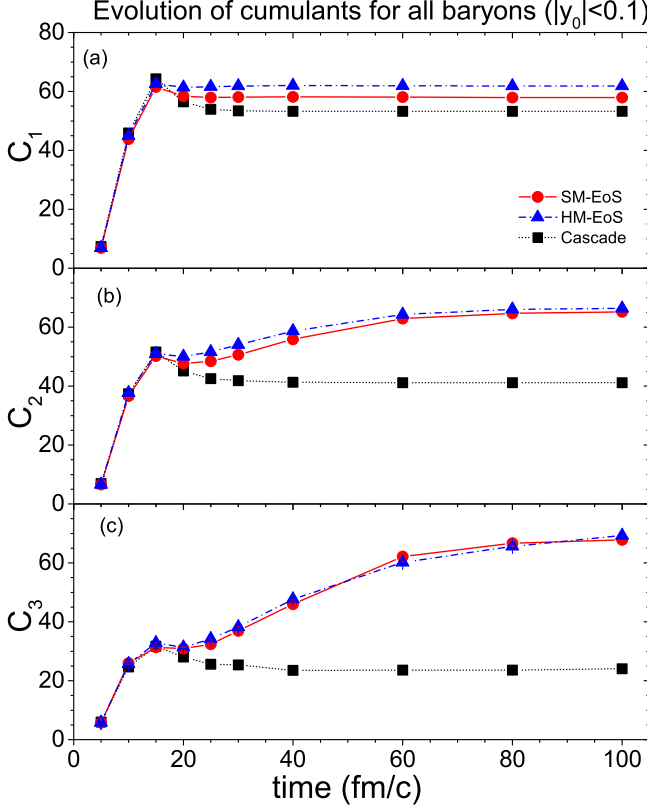 Evolution of cumulants for all baryons (|y₀|<0.1)
80
(a)
60
C₁
40
SM-EoS
HM-EoS
20
Cascade
0
(b)
60
C₂
40
20
0
(c)
60
C₃
40
20
0
0 20 40 60 80 100
time (fm/c)